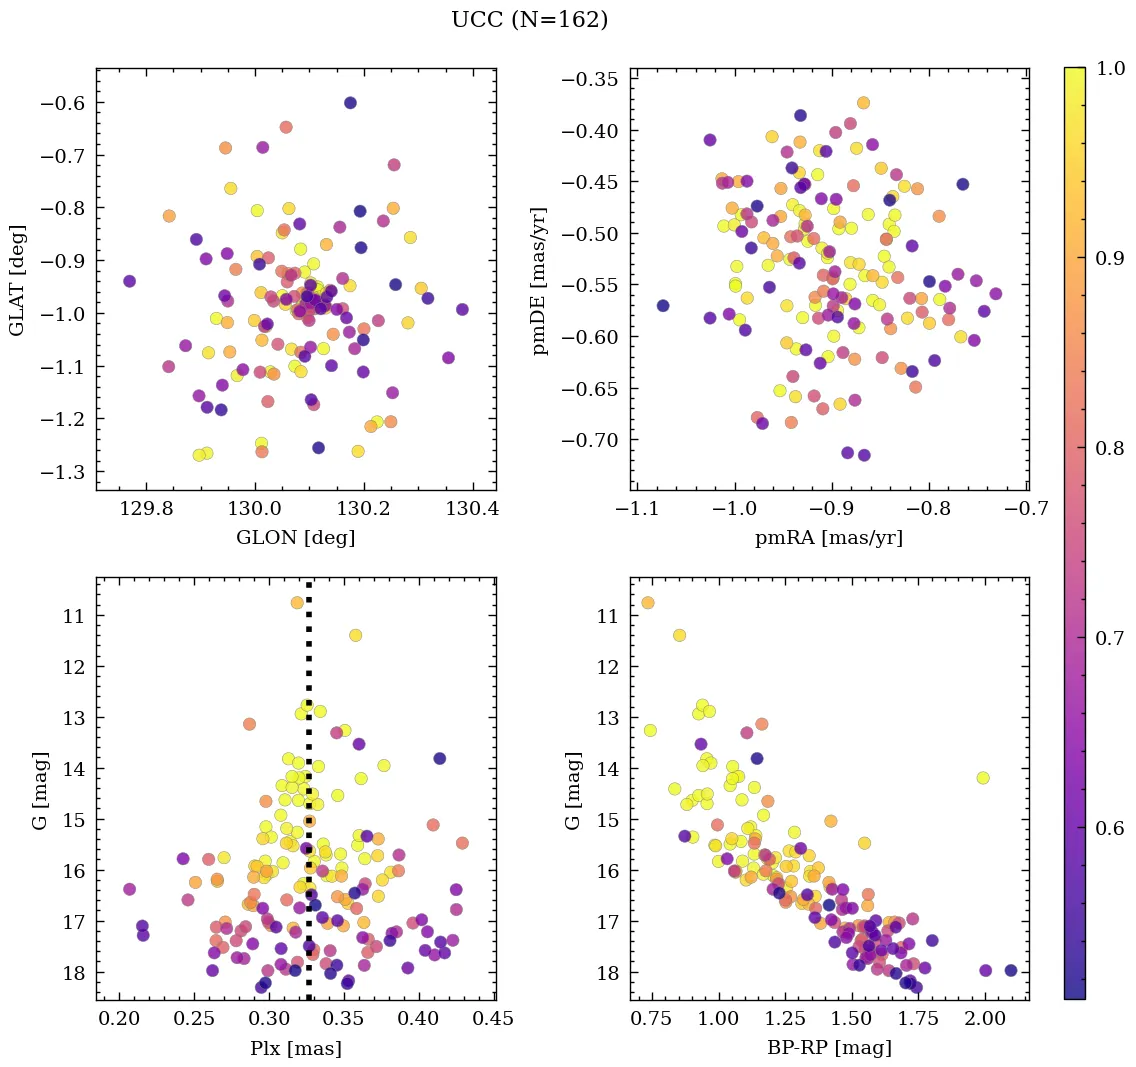 UCC (N=162)
−0.6
−0.7
−0.8
−0.9
−1.0
−1.1
−1.2
−1.3
GLAT [deg]
129.8 130.0 130.2 130.4
GLON [deg]
−0.35
−0.40
−0.45
−0.50
−0.55
−0.60
−0.65
−0.70
pmDE [mas/yr]
−1.1 −1.0 −0.9 −0.8 −0.7
pmRA [mas/yr]
11
12
13
14
15
16
17
18
G [mag]
0.20 0.25 0.30 0.35 0.40 0.45
Plx [mas]
11
12
13
14
15
16
17
18
G [mag]
0.75 1.00 1.25 1.50 1.75 2.00
BP-RP [mag]
1.0
0.9
0.8
0.7
0.6